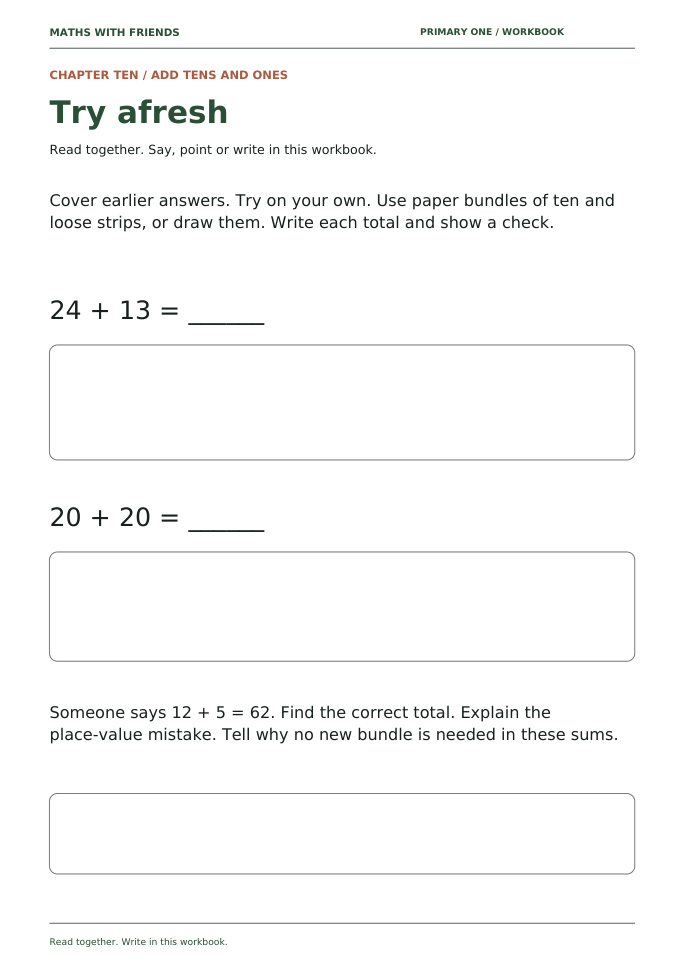 MATHS WITH FRIENDS
PRIMARY ONE / WORKBOOK
CHAPTER TEN / ADD TENS AND ONES
Try afresh
Read together. Say, point or write in this workbook.
Cover earlier answers. Try on your own. Use paper bundles of ten and
loose strips, or draw them. Write each total and show a check.
24 + 13 = ______
20 + 20 = ______
Someone says 12 + 5 = 62. Find the correct total. Explain the
place-value mistake. Tell why no new bundle is needed in these sums.
Read together. Write in this workbook.